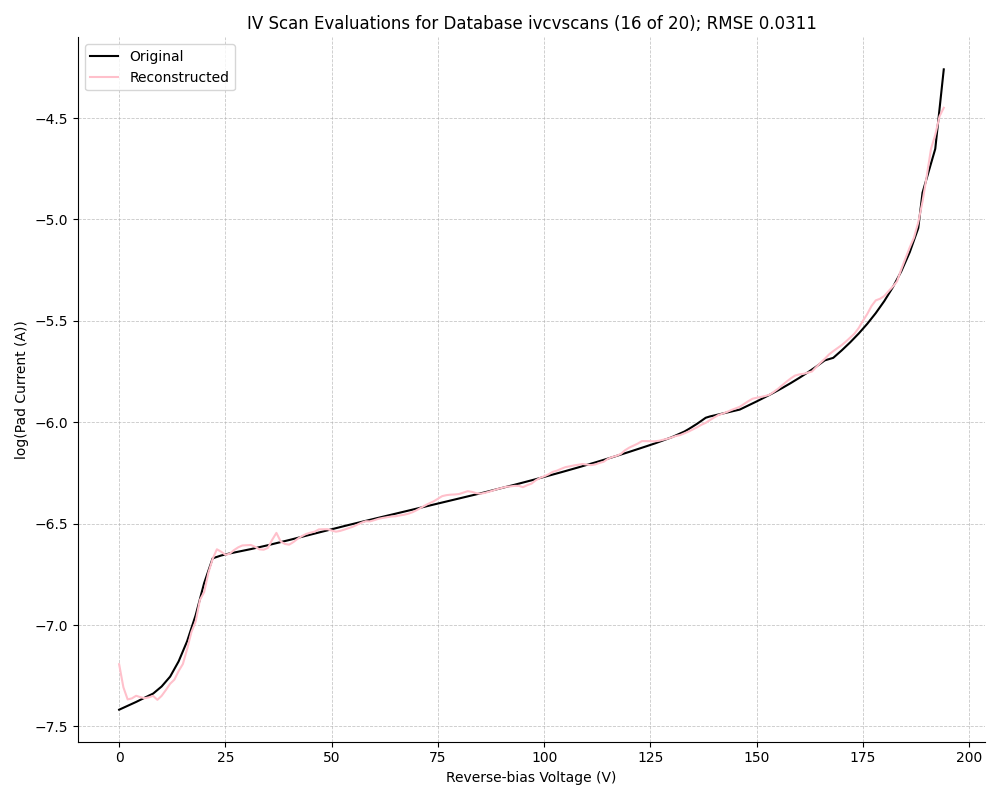 IV Scan Evaluations for Database ivcvscans (16 of 20); RMSE 0.0311
Original
Reconstructed
−4.5
−5.0
−5.5
−6.0
−6.5
−7.0
−7.5
log(Pad Current (A))
0 25 50 75 100 125 150 175 200
Reverse-bias Voltage (V)